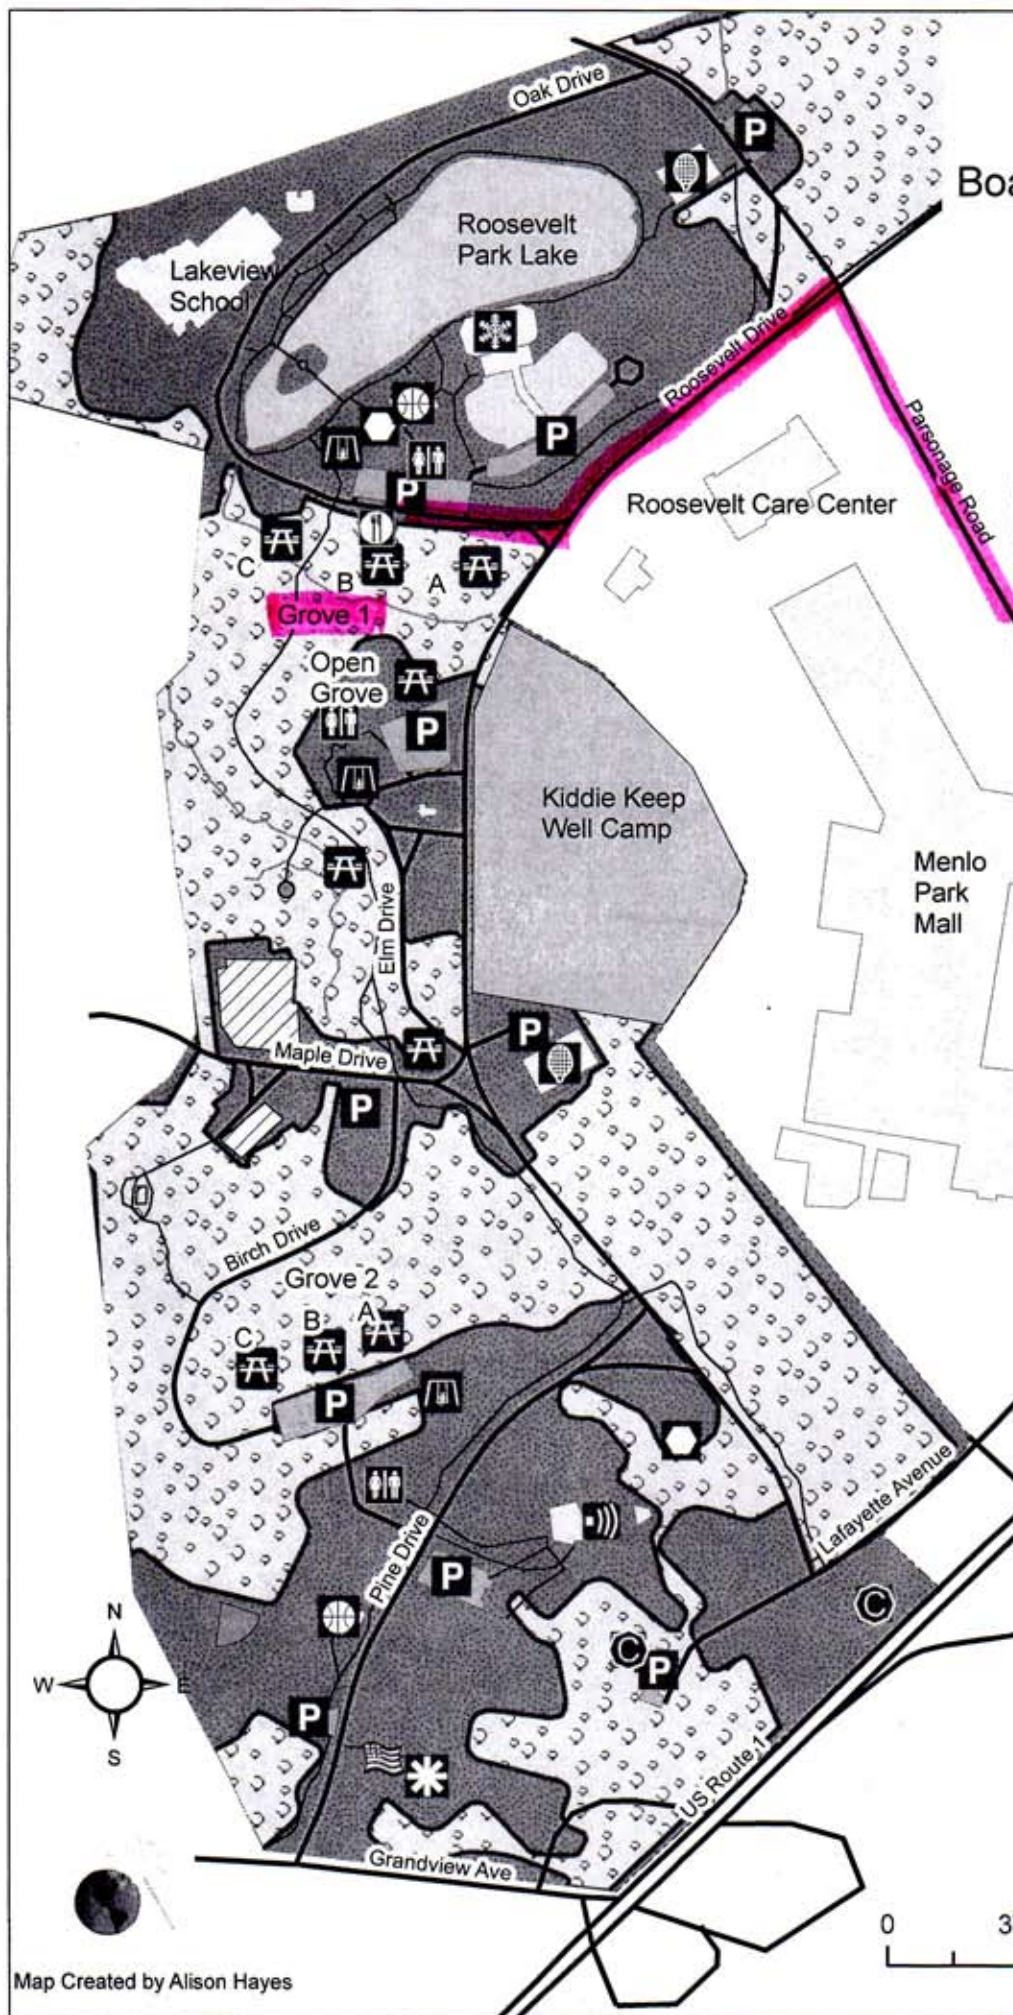 Oak Drive
P
Boa
Roosevelt
Park Lake
Lakeview
School
Roosevelt Drive
P
Parsonage Road
P
Roosevelt Care Center
C
B
A
Grove 1
Open
Grove
P
Kiddie Keep
Well Camp
Menlo
Park
Mall
Elm Drive
P
Maple Drive
P
Birch Drive
Grove 2
A
B
C
P
Lafayette Avenue
Pine Drive
P
C
C
P
N
W
E
S
P
US Route 1
Grandview Ave
0
3
Map Created by Alison Hayes